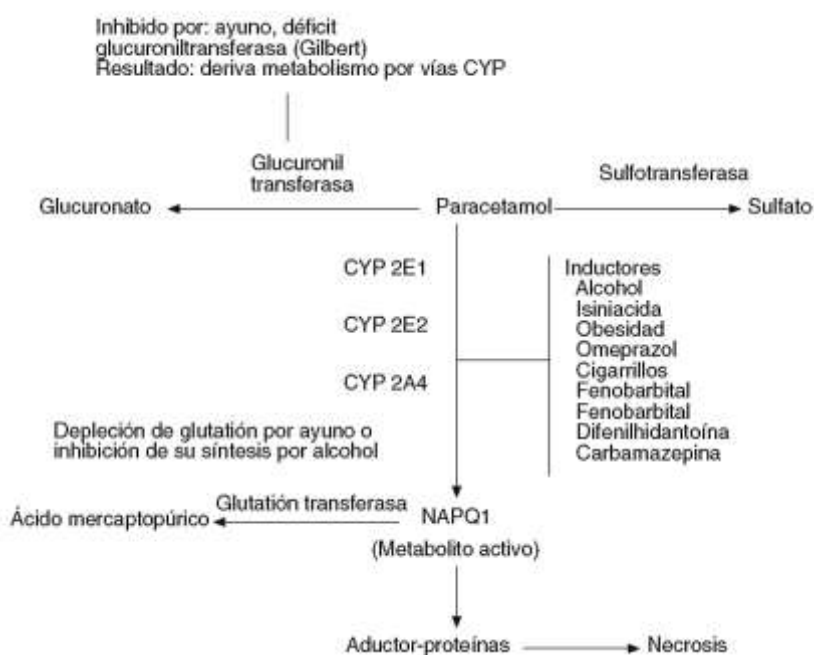 Inhibido por: ayuno, déficit
glucuroniltransferasa (Gilbert)
Resultado: deriva metabolismo por vías CYP
Glucuronil
transferasa
Sulfotransferasa
Glucuronato
Paracetamol
Sulfato
CYP 2E1
CYP 2E2
CYP 2A4
Inductores
Alcohol
Isiniacida
Obesidad
Omeprazol
Cigarrillos
Fenobarbital
Fenobarbital
Difenilhidantoína
Carbamazepina
Depleción de glutatión por ayuno o
inhibición de su síntesis por alcohol
Glutatión transferasa
Ácido mercaptopúrico
NAPQ1
(Metabolito activo)
Aductor-proteínas
Necrosis